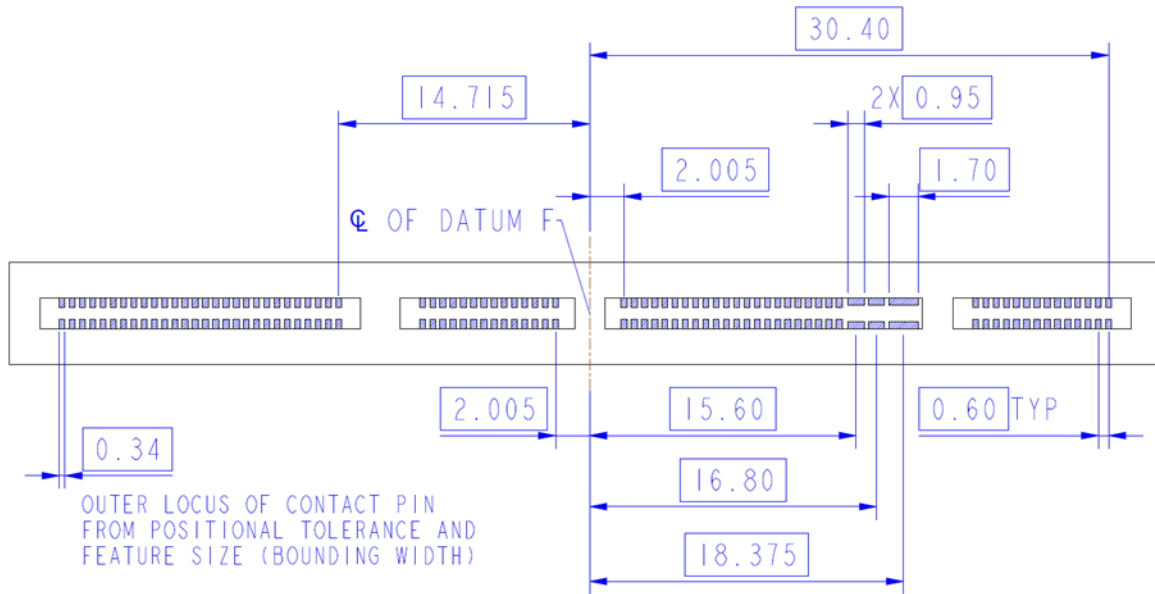 30.40
14.715
2X 0.95
2.005
1.70
℄ OF DATUM F
2.005
15.60
0.60 TYP
0.34
16.80
OUTER LOCUS OF CONTACT PIN
FROM POSITIONAL TOLERANCE AND
FEATURE SIZE (BOUNDING WIDTH)
18.375